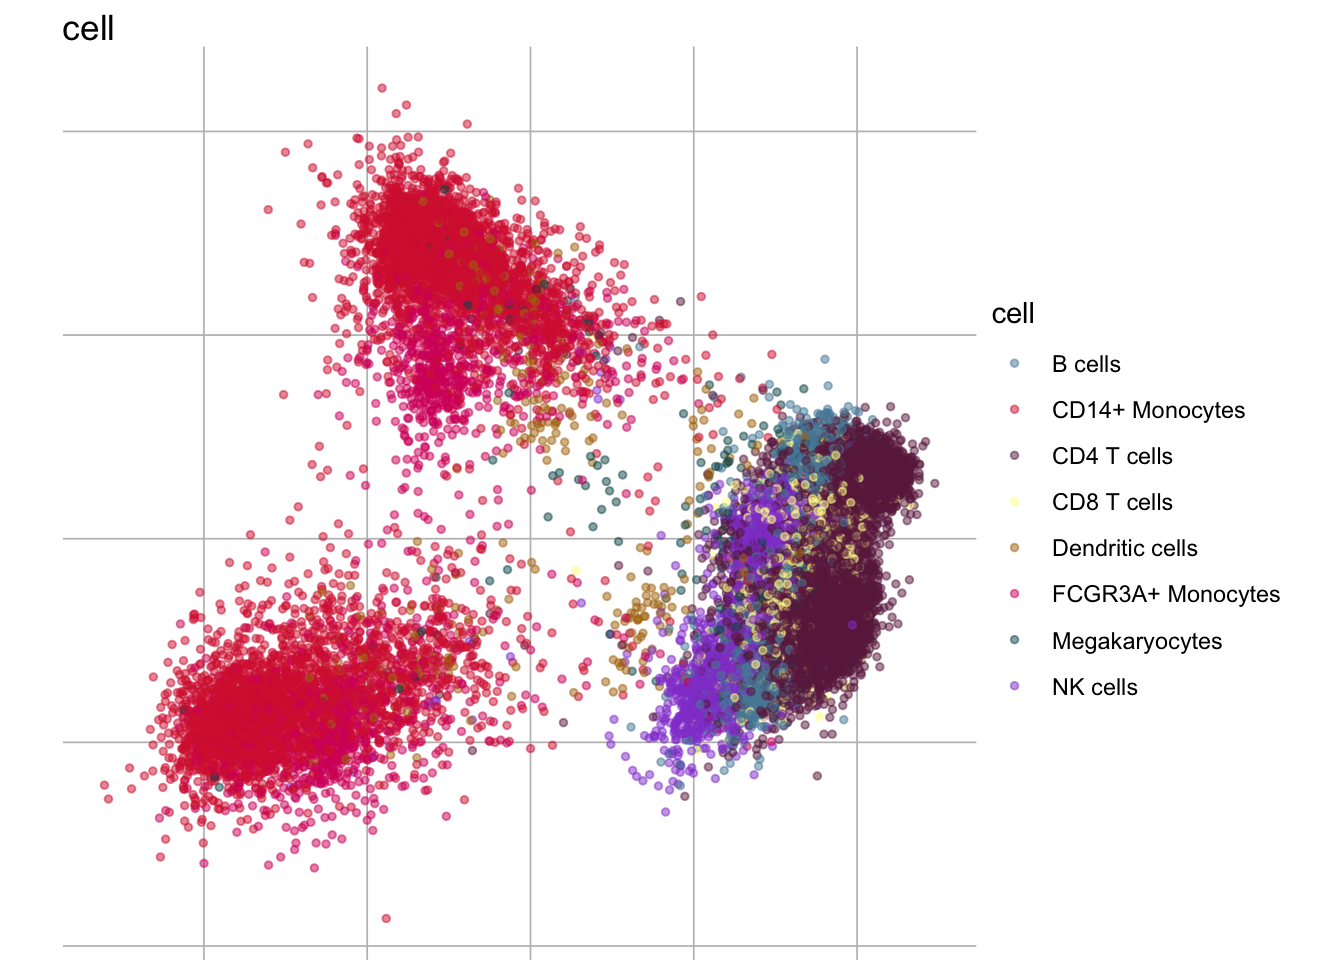 cell
cell
B cells
CD14+ Monocytes
CD4 T cells
CD8 T cells
Dendritic cells
FCGR3A+ Monocytes
Megakaryocytes
NK cells